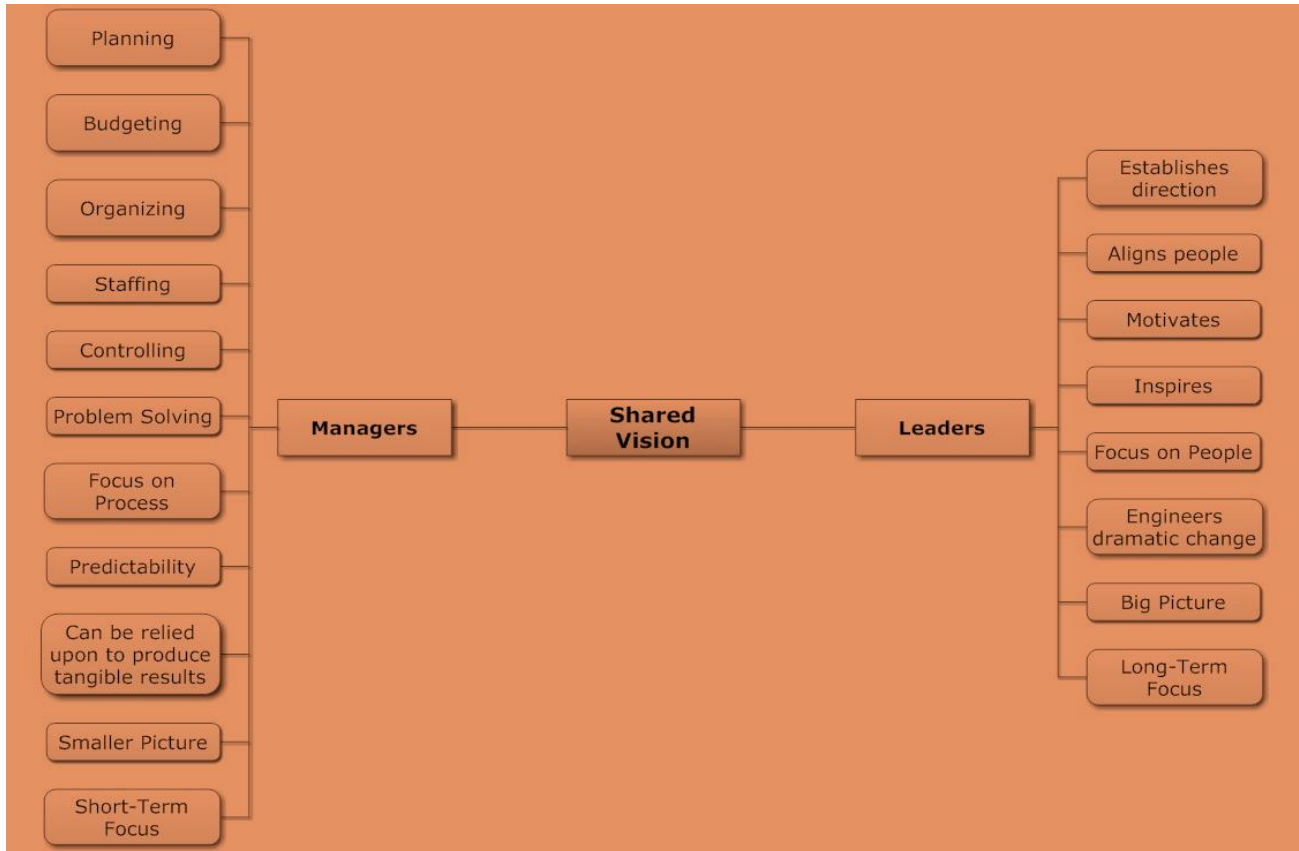 Planning
Budgeting
Organizing
Staffing
Controlling
Problem Solving
Focus on
Process
Predictability
Can be relied
upon to produce
tangible results
Smaller Picture
Short-Term
Focus
Managers
Shared
Vision
Leaders
Establishes
direction
Aligns people
Motivates
Inspires
Focus on People
Engineers
dramatic change
Big Picture
Long-Term
Focus